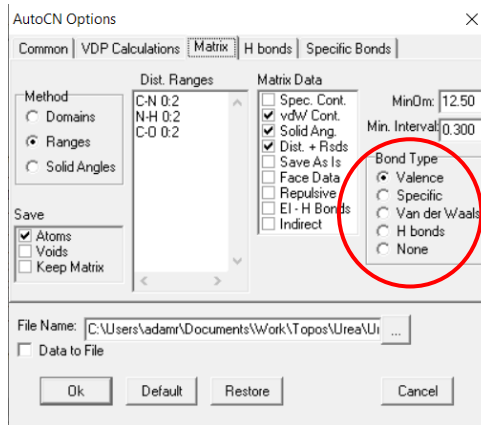 AutoCN Options
Common VDP Calculations Matrix H bonds Specific Bonds
Method
Domains
Ranges
Solid Angles
Save
Atoms
Voids
Keep Matrix
Dist. Ranges
C-N 0:2
N-H 0:2
C-O 0:2
Matrix Data
Spec. Cont.
vdW Cont.
Solid Ang.
Dist. + Rsds
Save As Is
Face Data
Repulsive
El - H Bonds
Indirect
MinOm: 12.50
Min. Interval: 0.300
Bond Type
Valence
Specific
Van der Waals
H bonds
None
File Name: C:\Users\adamr\Documents\Work\Topos\Urea\Ur ...
Data to File
Ok Default Restore Cancel